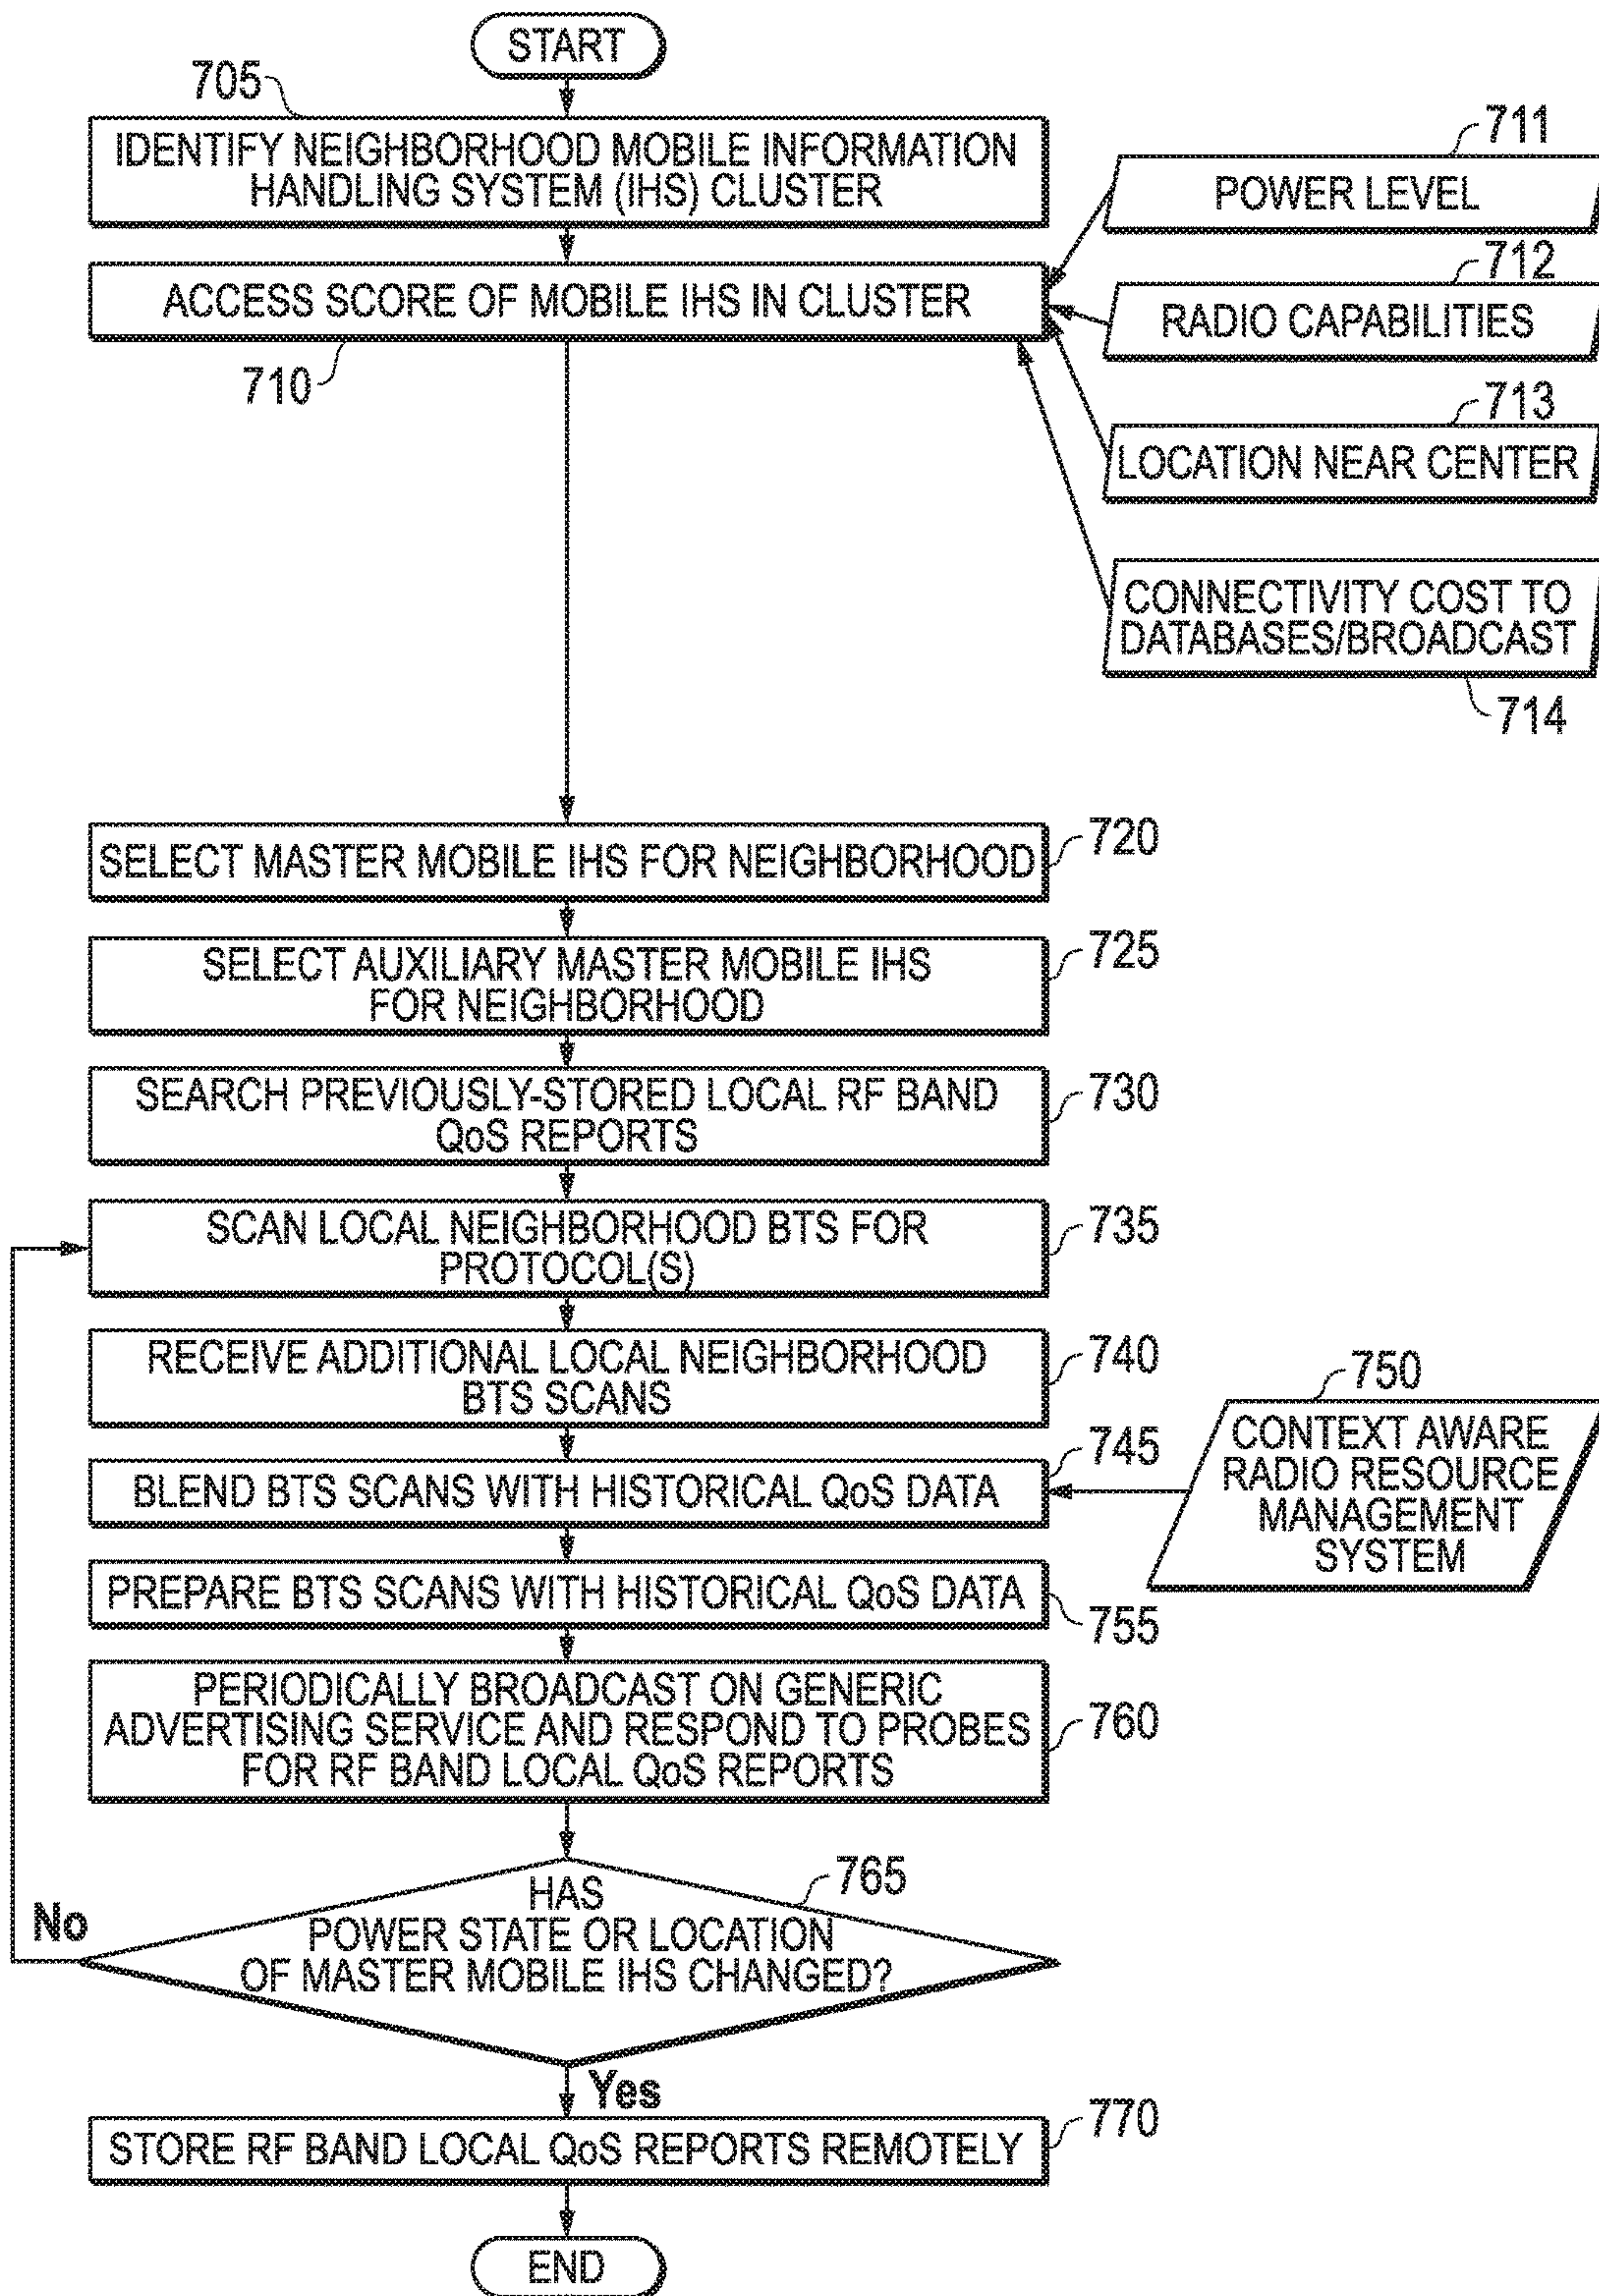 START
705
IDENTIFY NEIGHBORHOOD MOBILE INFORMATION
HANDLING SYSTEM (IHS) CLUSTER
711
POWER LEVEL
ACCESS SCORE OF MOBILE IHS IN CLUSTER
710
712
RADIO CAPABILITIES
713
LOCATION NEAR CENTER
CONNECTIVITY COST TO
DATABASES/BROADCAST
714
SELECT MASTER MOBILE IHS FOR NEIGHBORHOOD
720
SELECT AUXILIARY MASTER MOBILE IHS
FOR NEIGHBORHOOD
725
SEARCH PREVIOUSLY-STORED LOCAL RF BAND
QoS REPORTS
730
SCAN LOCAL NEIGHBORHOOD BTS FOR
PROTOCOL(S)
735
RECEIVE ADDITIONAL LOCAL NEIGHBORHOOD
BTS SCANS
740
BLEND BTS SCANS WITH HISTORICAL QoS DATA
745
750
CONTEXT AWARE
RADIO RESOURCE
MANAGEMENT
SYSTEM
PREPARE BTS SCANS WITH HISTORICAL QoS DATA
755
PERIODICALLY BROADCAST ON GENERIC
ADVERTISING SERVICE AND RESPOND TO PROBES
FOR RF BAND LOCAL QoS REPORTS
760
HAS
POWER STATE OR LOCATION
OF MASTER MOBILE IHS CHANGED?
765
No
Yes
STORE RF BAND LOCAL QoS REPORTS REMOTELY
770
END